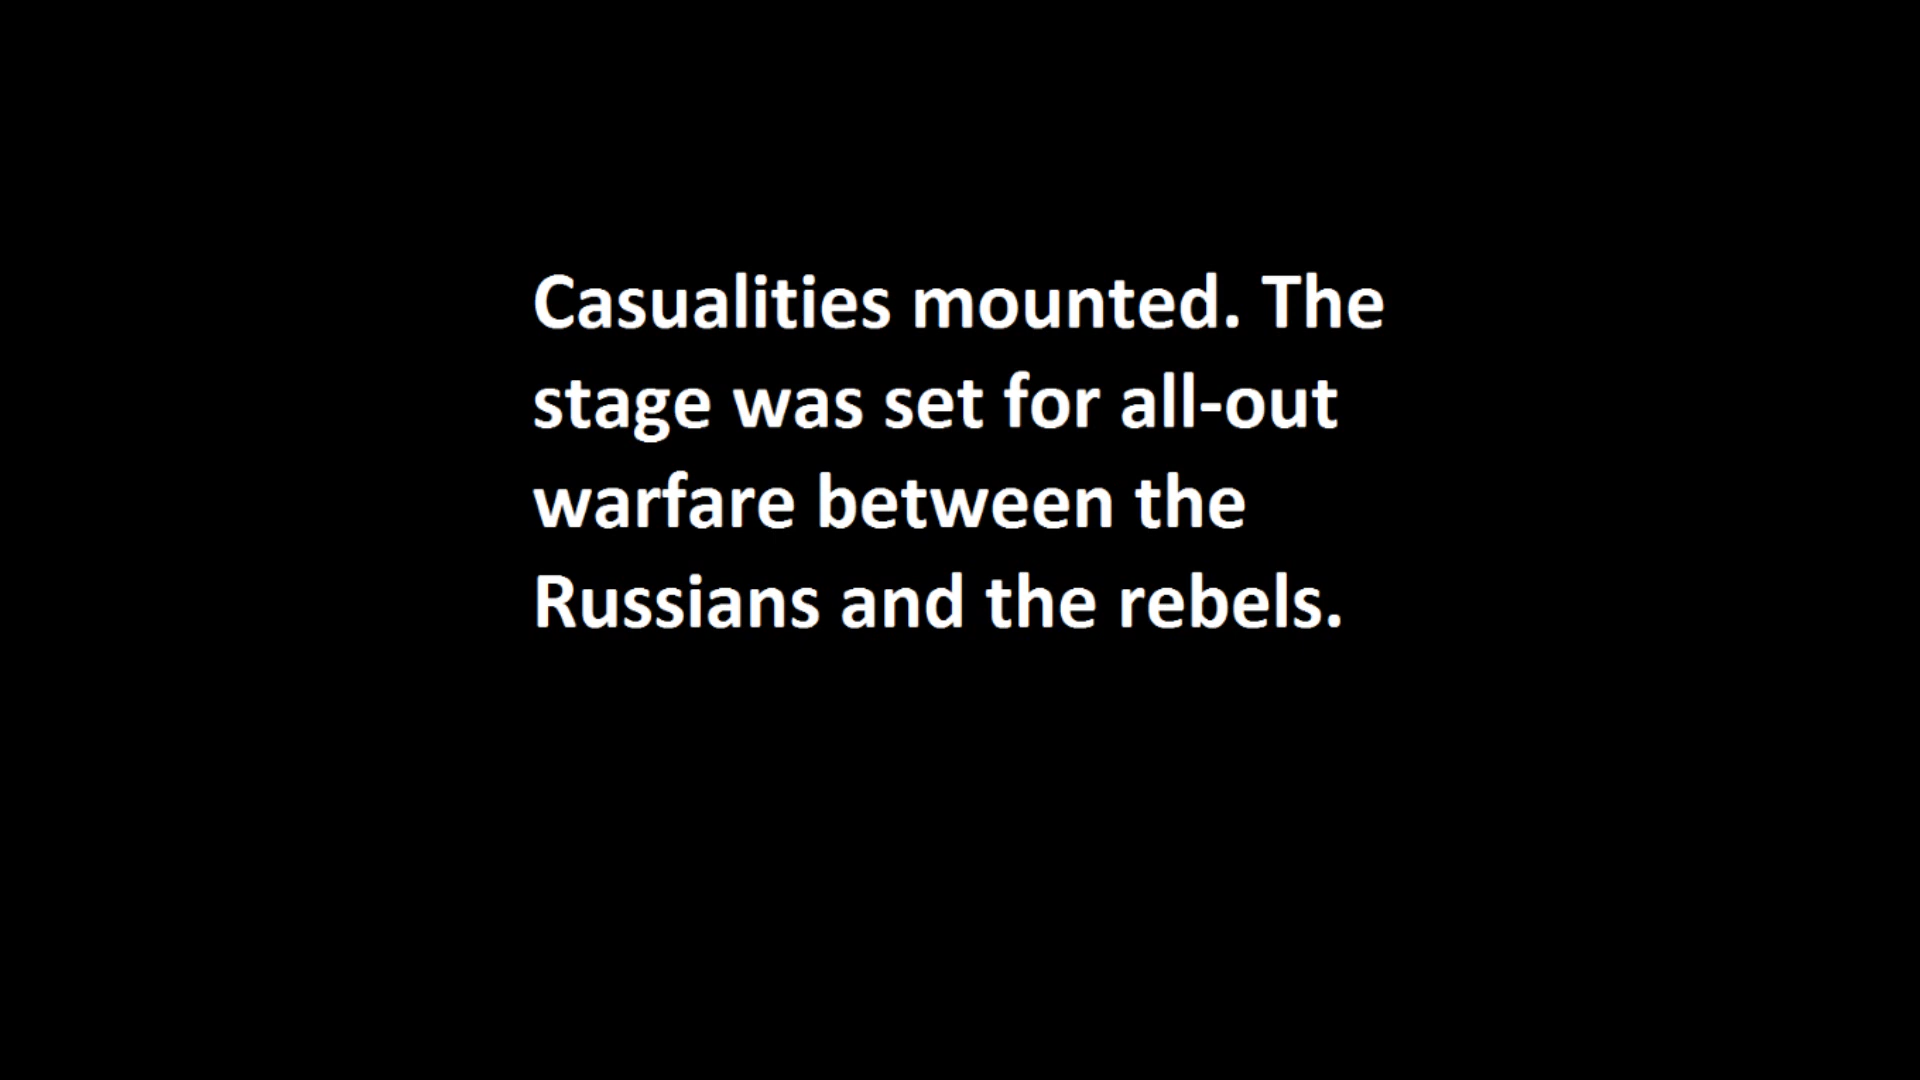 Casualities mounted. The
stage was set for all-out
warfare between the
Russians and the rebels.